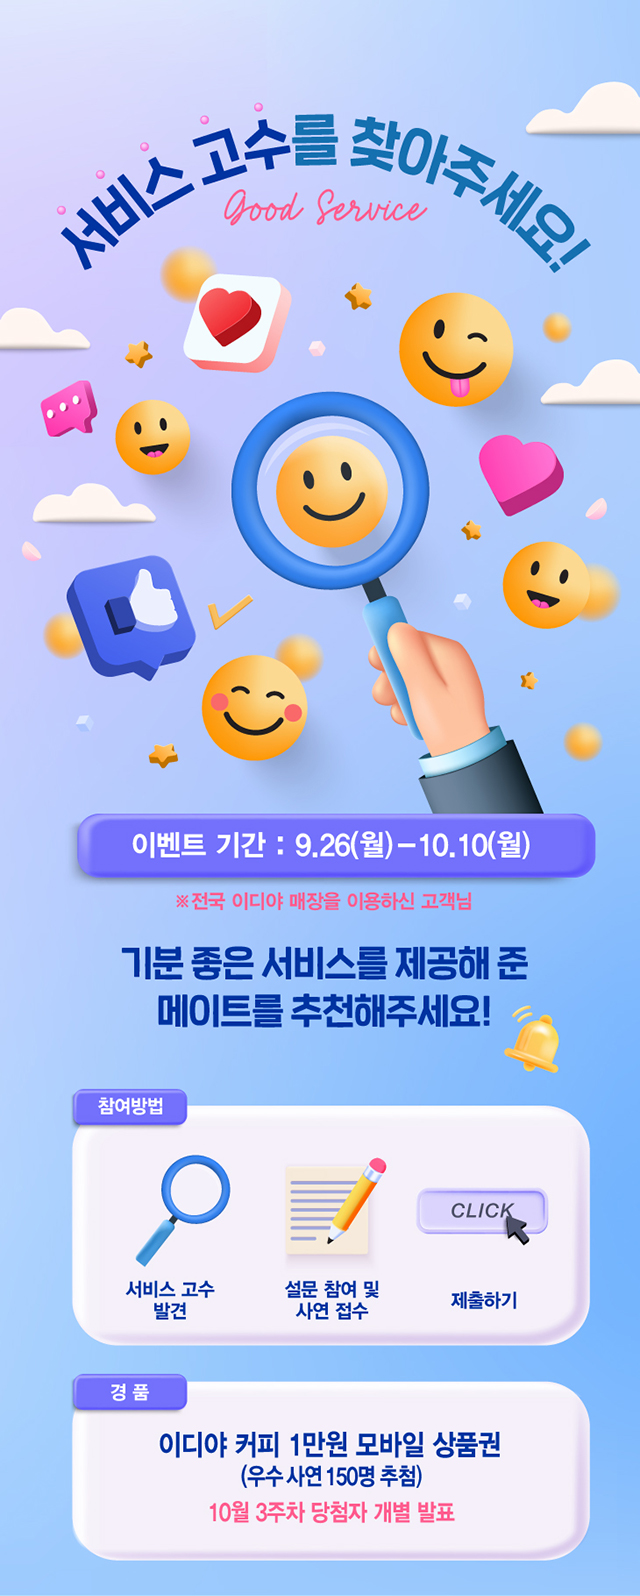 서비스 고수를 찾아주세요!
Good Service
이벤트 기간 : 9.26(월)-10.10(월)
※전국 이디야 매장을 이용하신 고객님
기분 좋은 서비스를 제공해 준
메이트를 추천해주세요!
참여방법
CLICK
서비스 고수
발견
설문 참여 및
사연 접수
제출하기
경 품
이디야 커피 1만원 모바일 상품권
(우수 사연 150명 추첨)
10월 3주차 당첨자 개별 발표